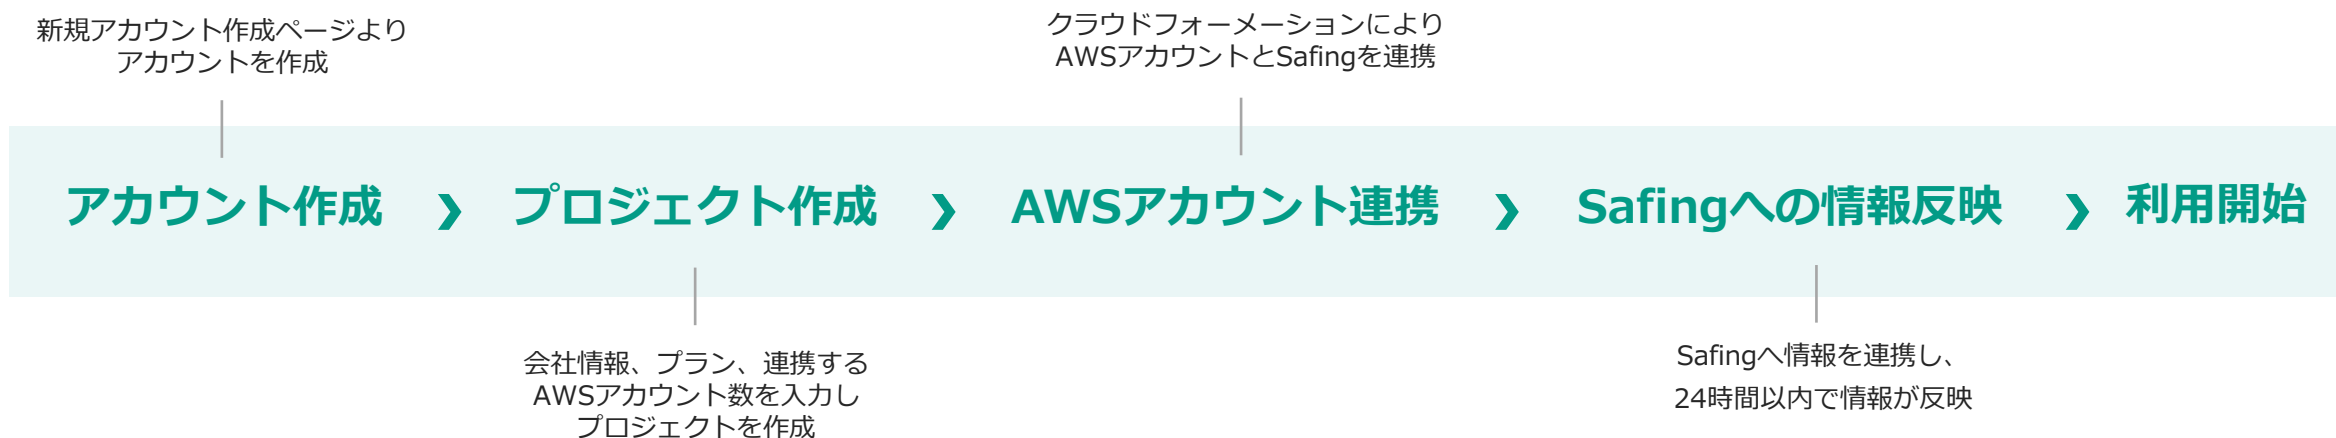 新規アカウント作成ページより
アカウントを作成
クラウドフォーメーションにより
AWSアカウントとSafingを連携
アカウント作成 › プロジェクト作成 › AWSアカウント連携 › Safingへの情報反映 › 利用開始
会社情報、プラン、連携する
AWSアカウント数を入力し
プロジェクトを作成
Safingへ情報を連携し、
24時間以内で情報が反映